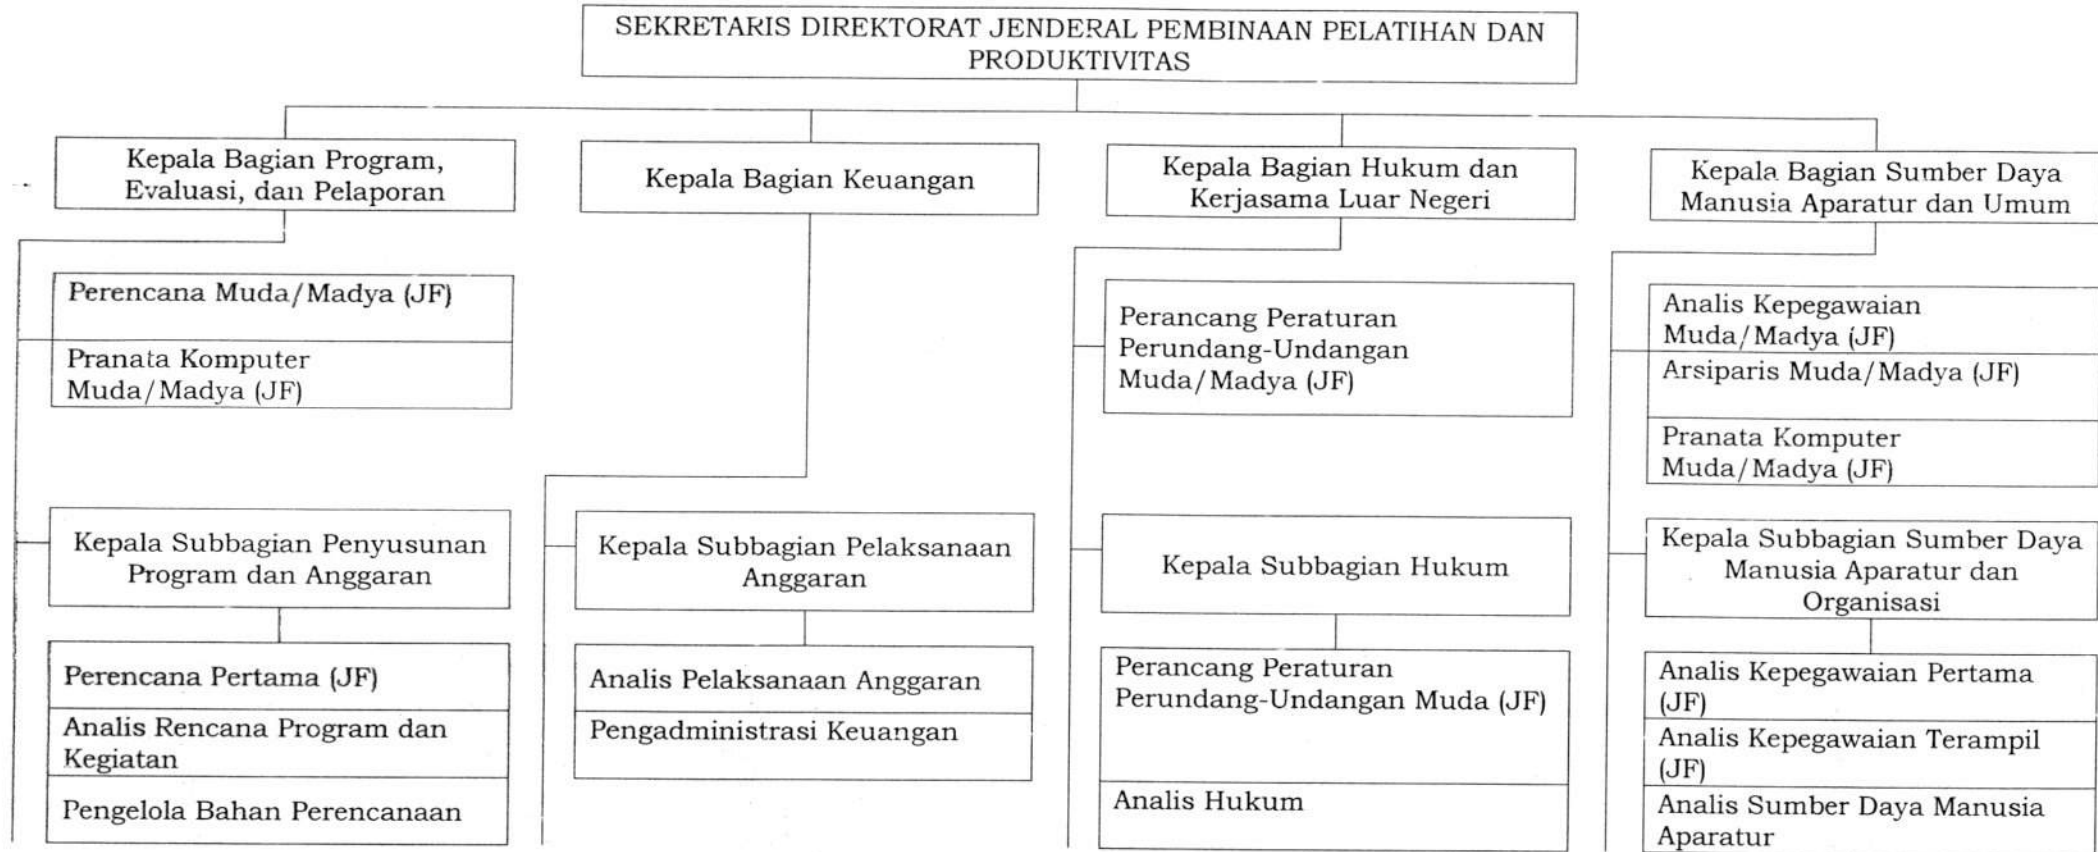 SEKRETARIS DIREKTORAT JENDERAL PEMBINAAN PELATIHAN DAN
PRODUKTIVITAS
Kepala Bagian Program,
Evaluasi, dan Pelaporan
Kepala Bagian Keuangan
Kepala Bagian Hukum dan
Kerjasama Luar Negeri
Kepala Bagian Sumber Daya
Manusia Aparatur dan Umum
Perencana Muda/Madya (JF)
Pranata Komputer
Muda/Madya (JF)
Perancang Peraturan
Perundang-Undangan
Muda/Madya (JF)
Analis Kepegawaian
Muda/Madya (JF)
Arsiparis Muda/Madya (JF)
Pranata Komputer
Muda/Madya (JF)
Kepala Subbagian Penyusunan
Program dan Anggaran
Kepala Subbagian Pelaksanaan
Anggaran
Kepala Subbagian Hukum
Kepala Subbagian Sumber Daya
Manusia Aparatur dan
Organisasi
Perencana Pertama (JF)
Analis Rencana Program dan
Kegiatan
Pengelola Bahan Perencanaan
Analis Pelaksanaan Anggaran
Pengadministrasi Keuangan
Perancang Peraturan
Perundang-Undangan Muda (JF)
Analis Hukum
Analis Kepegawaian Pertama
(JF)
Analis Kepegawaian Terampil
(JF)
Analis Sumber Daya Manusia
Aparatur